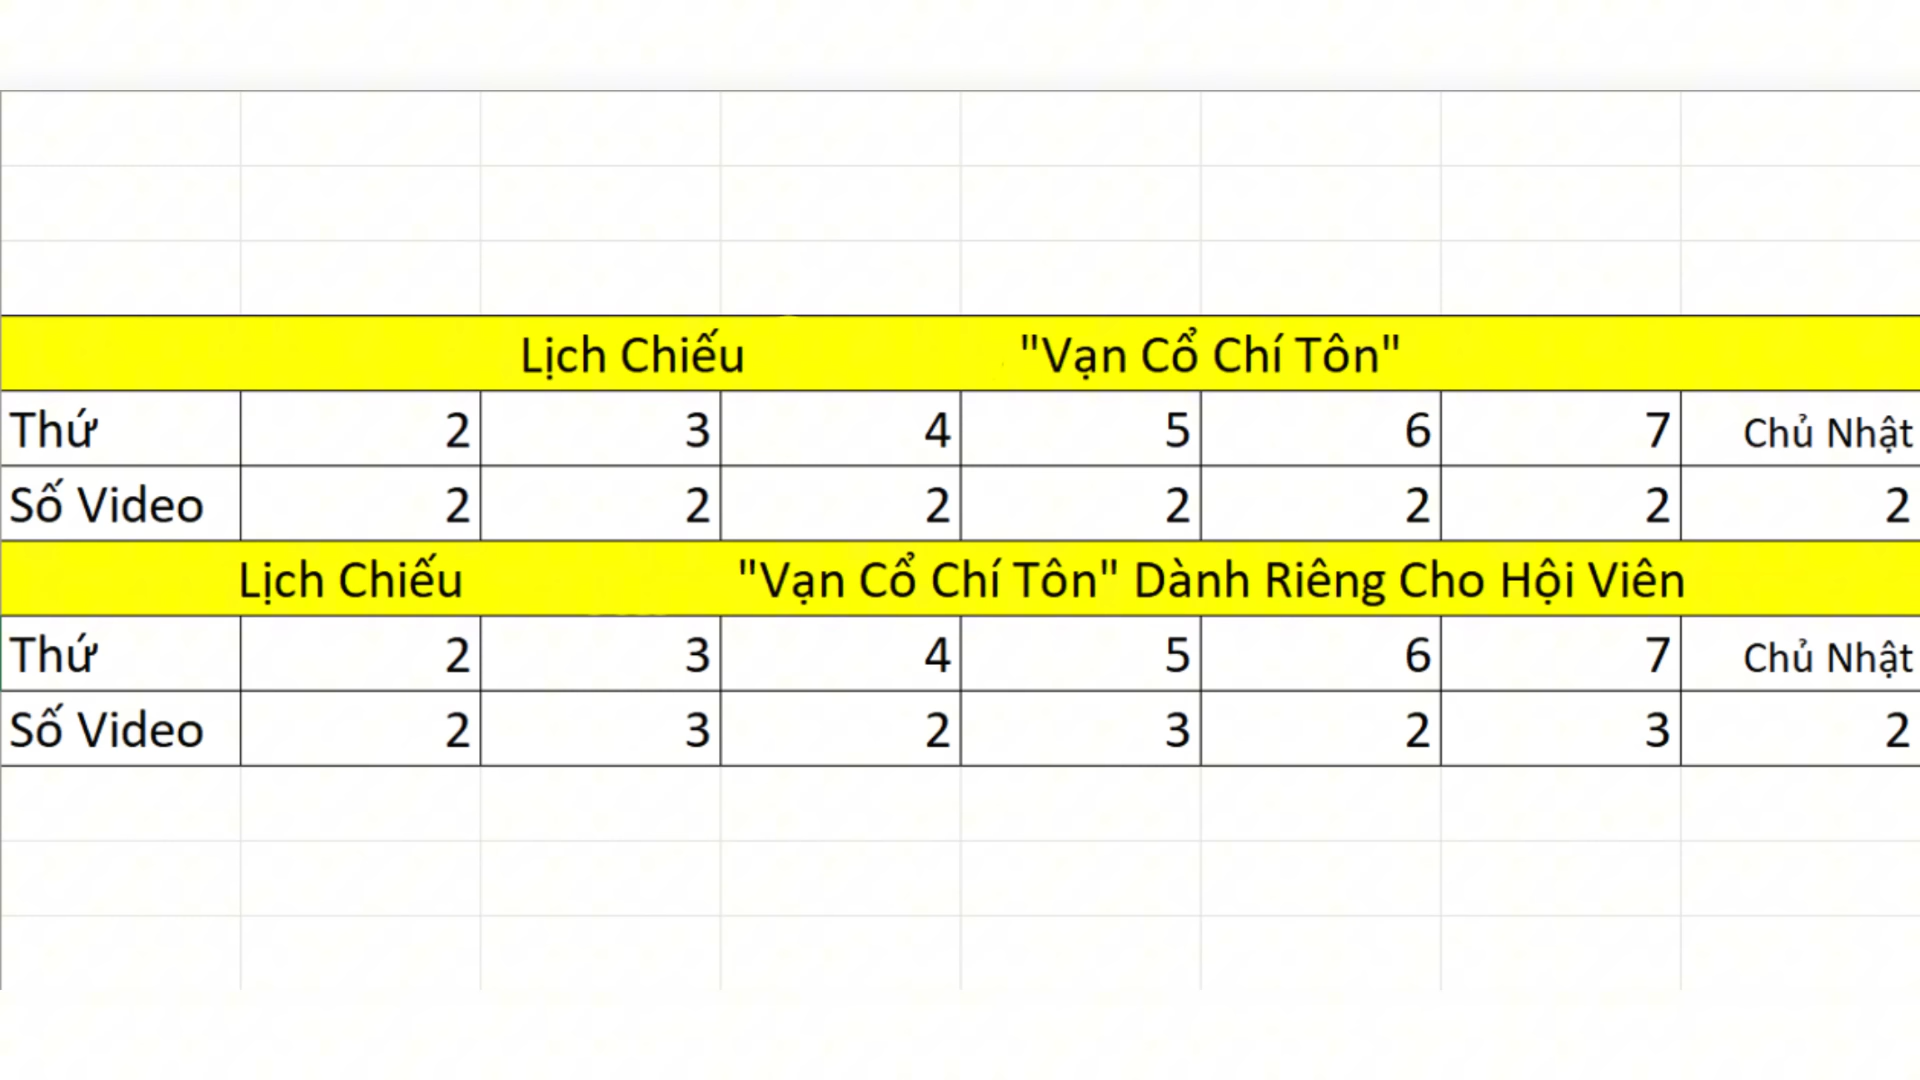 Lịch Chiếu "Vạn Cổ Chí Tôn"
Thứ 2 3 4 5 6 7 Chủ Nhật
Số Video 2 2 2 2 2 2 2
Lịch Chiếu "Vạn Cổ Chí Tôn" Dành Riêng Cho Hội Viên
Thứ 2 3 4 5 6 7 Chủ Nhật
Số Video 2 3 2 3 2 3 2